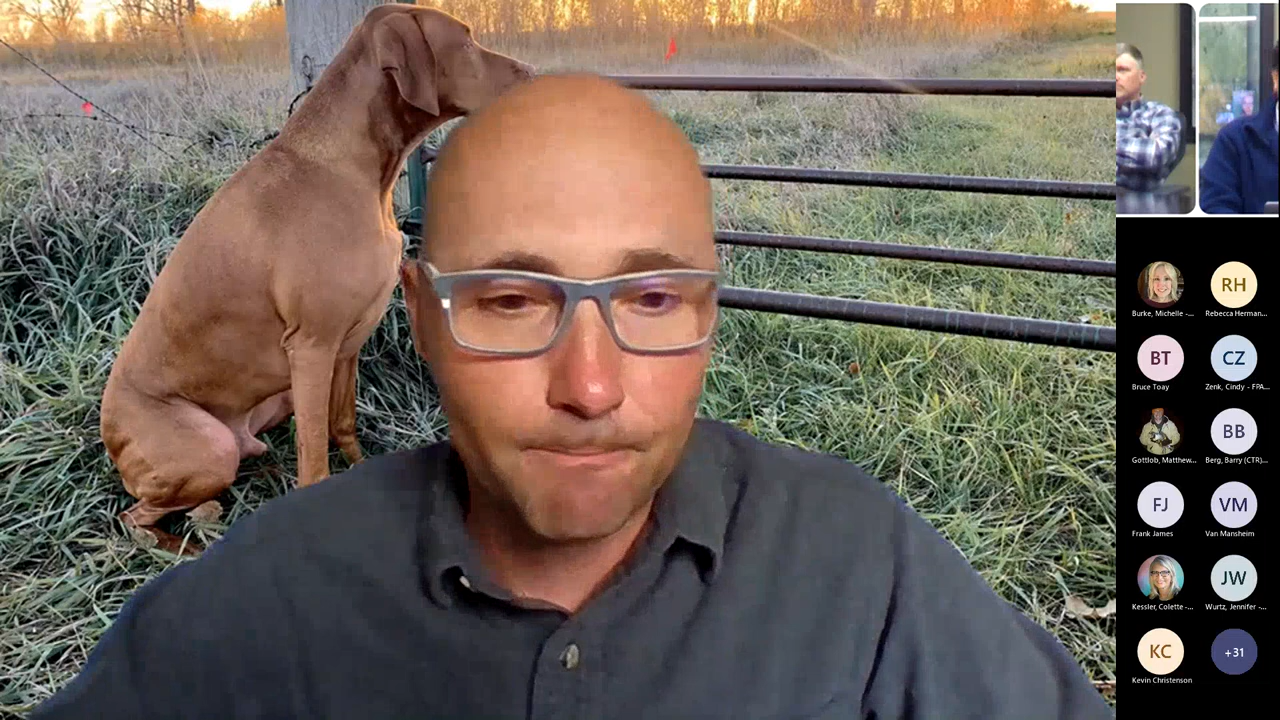 Burke, Michelle -...
RH
Rebecca Herman...
BT
Bruce Toay
CZ
Zenk, Cindy - FPA...
Gottlob, Matthew...
BB
Berg, Barry (CTR)...
FJ
Frank James
VM
Van Mansheim
Kessler, Colette -...
JW
Wurtz, Jennifer -...
KC
Kevin Christenson
+31